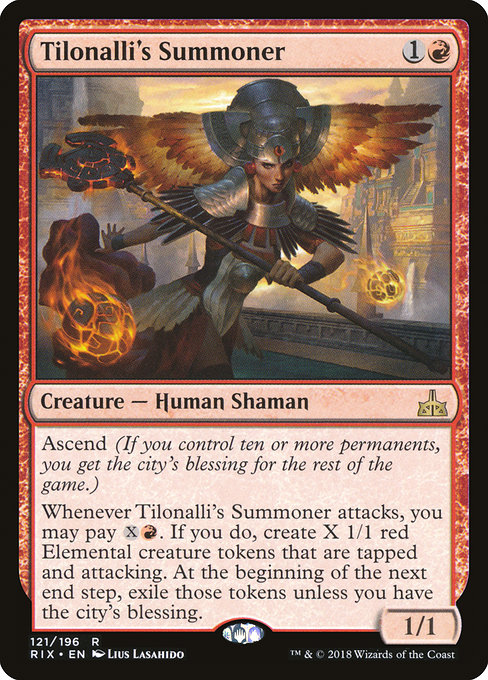 Tilonalli's Summoner 1
Creature — Human Shaman
Ascend (If you control ten or more permanents,
you get the city's blessing for the rest of the
game.)
Whenever Tilonalli's Summoner attacks, you
may pay X. If you do, create X 1/1 red
Elemental creature tokens that are tapped
and attacking. At the beginning of the next
end step, exile those tokens unless you have
the city's blessing.
1/1
121/196 R
RIX • EN Lius Lasahido
™ & © 2018 Wizards of the Coast